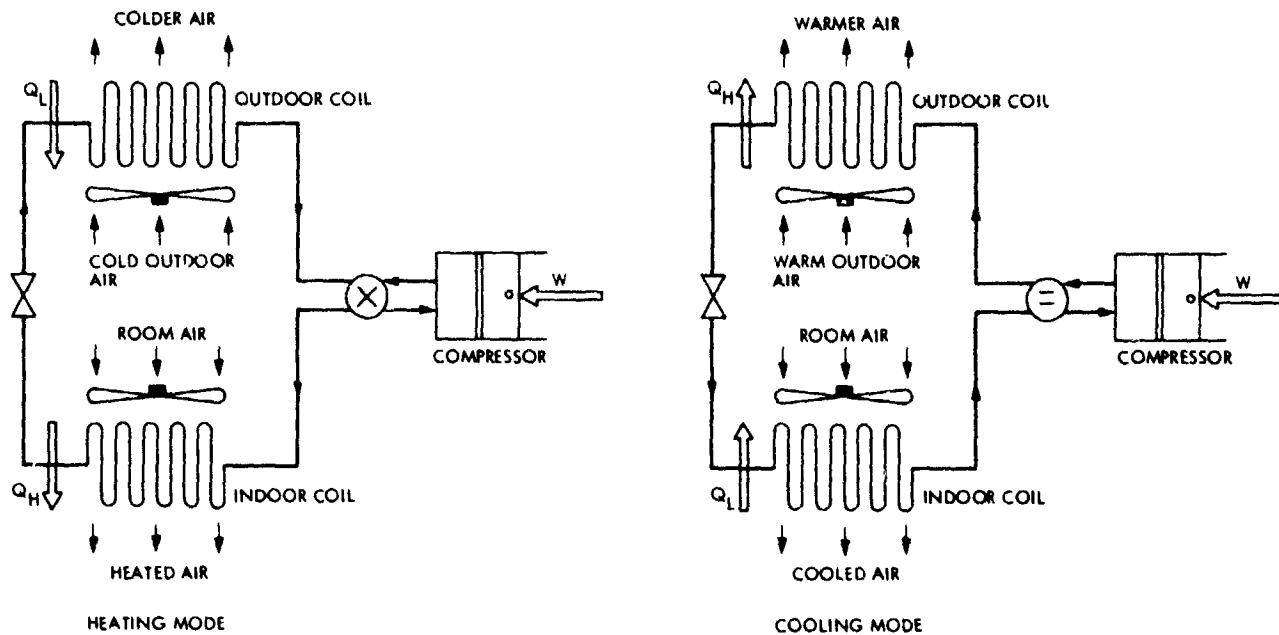 COLDER AIR
Q_L
OUTDOOR COIL
COLD OUTDOOR
AIR
W
ROOM AIR
COMPRESSOR
Q_H
INDOOR COIL
HEATED AIR
HEATING MODE
WARMER AIR
Q_H
OUTDOOR COIL
WARM OUTDOOR
AIR
W
ROOM AIR
COMPRESSOR
Q_L
INDOOR COIL
COOLED AIR
COOLING MODE